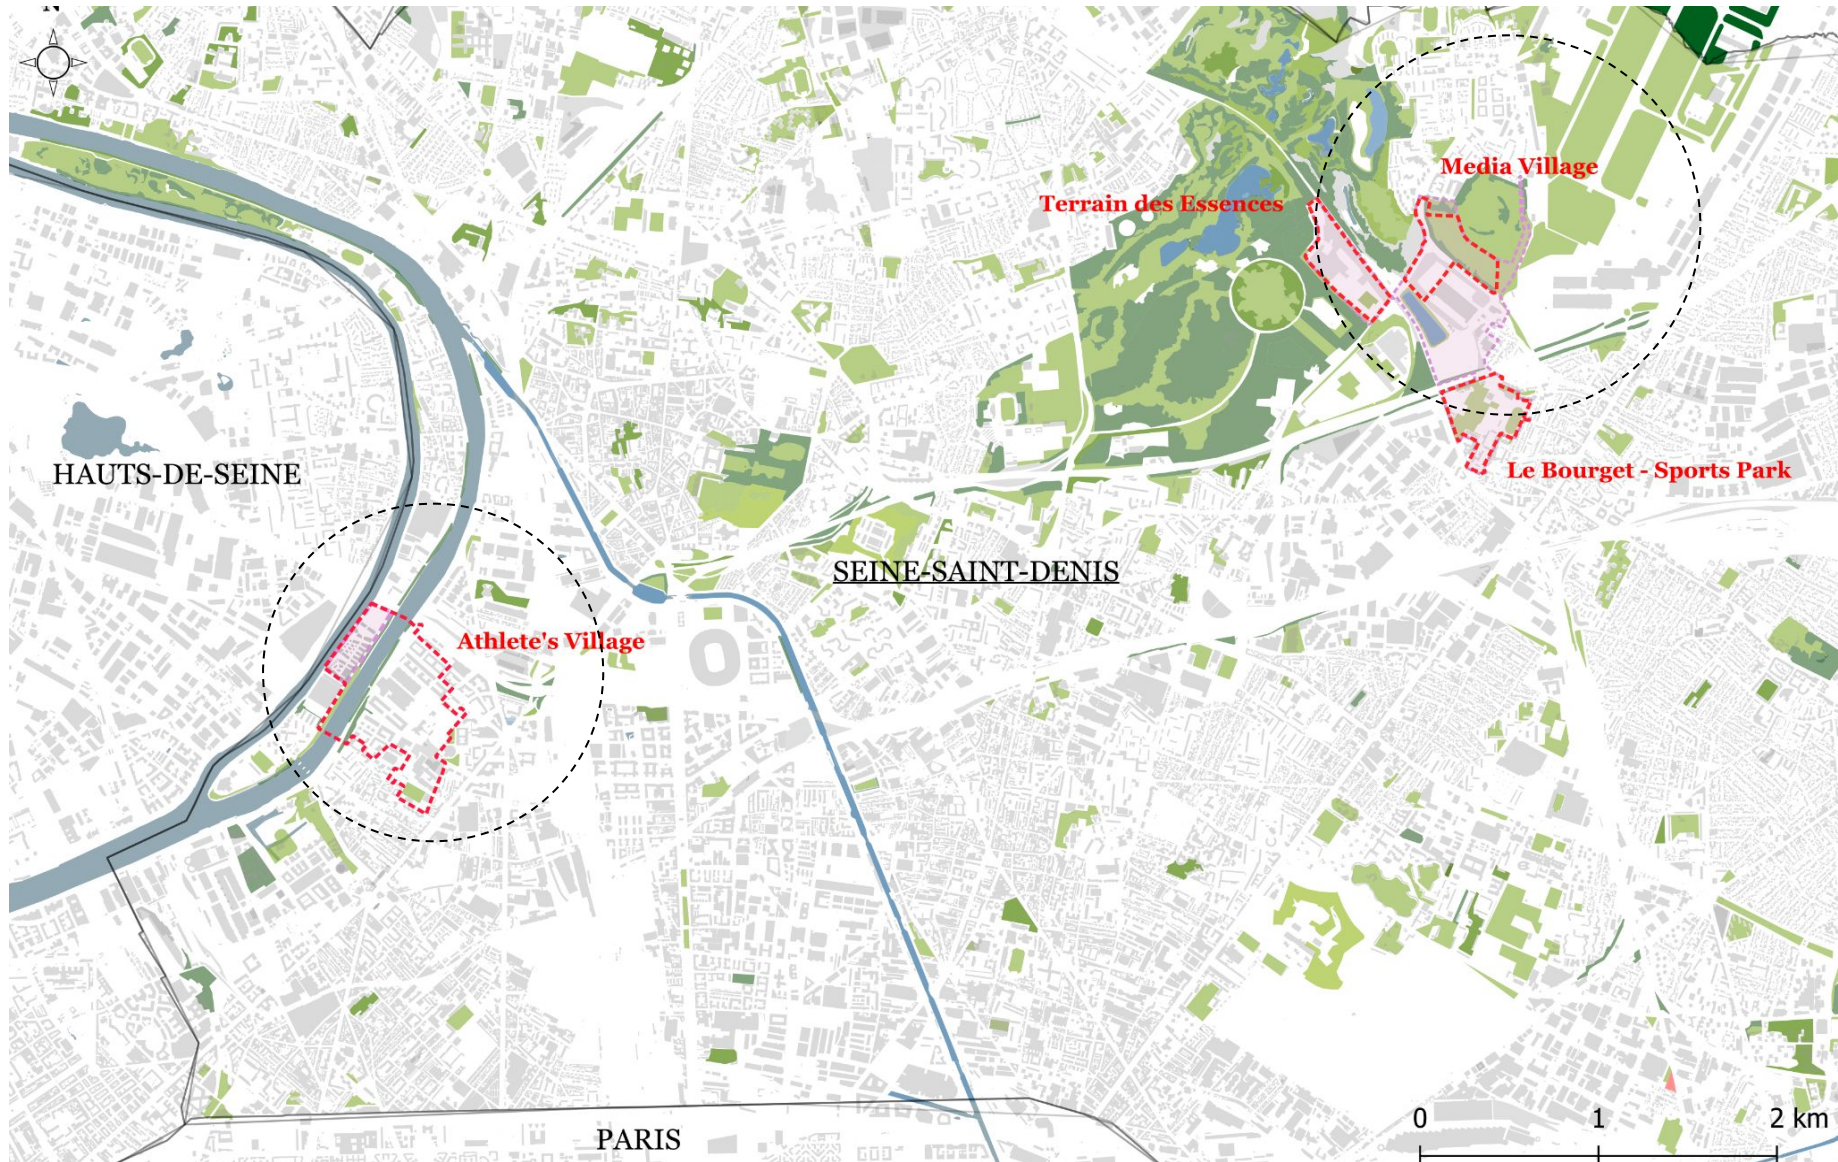 N
Media Village
Terrain des Essences
HAUTS-DE-SEINE
Le Bourget - Sports Park
SEINE-SAINT-DENIS
Athlete's Village
0 1 2 km
PARIS